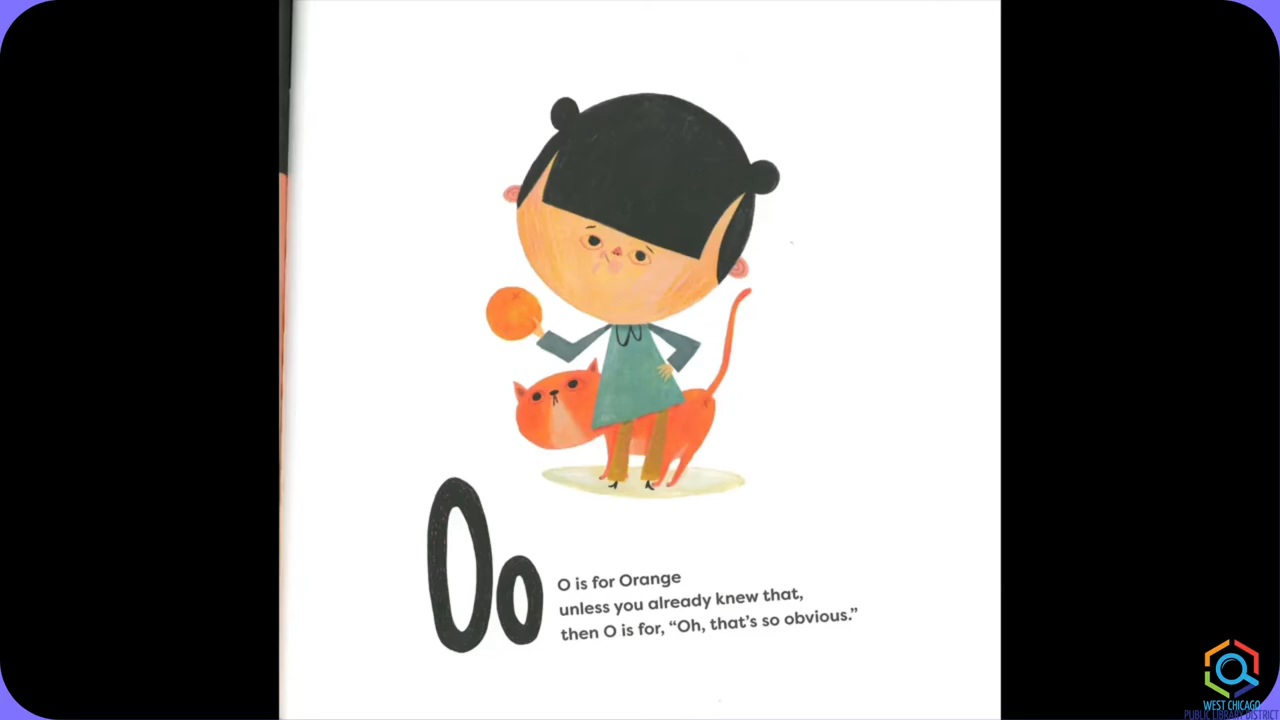 Oo
O is for Orange
unless you already knew that,
then O is for, “Oh, that’s so obvious.”
WEST CHICAGO
PUBLIC LIBRARY DISTRICT